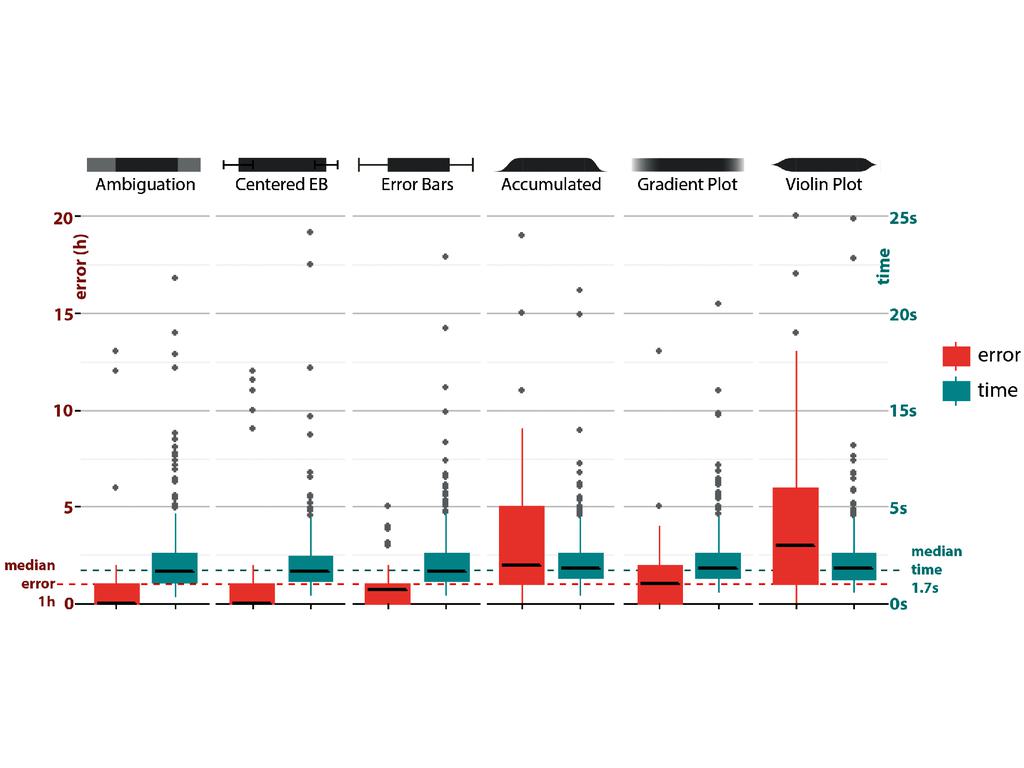 Ambiguation Centered EB Error Bars Accumulated Gradient Plot Violin Plot
20 25s
error (h) time
15 20s
error
time
10 15s
5 5s
median median
error time
1h 1.7s
0 0s